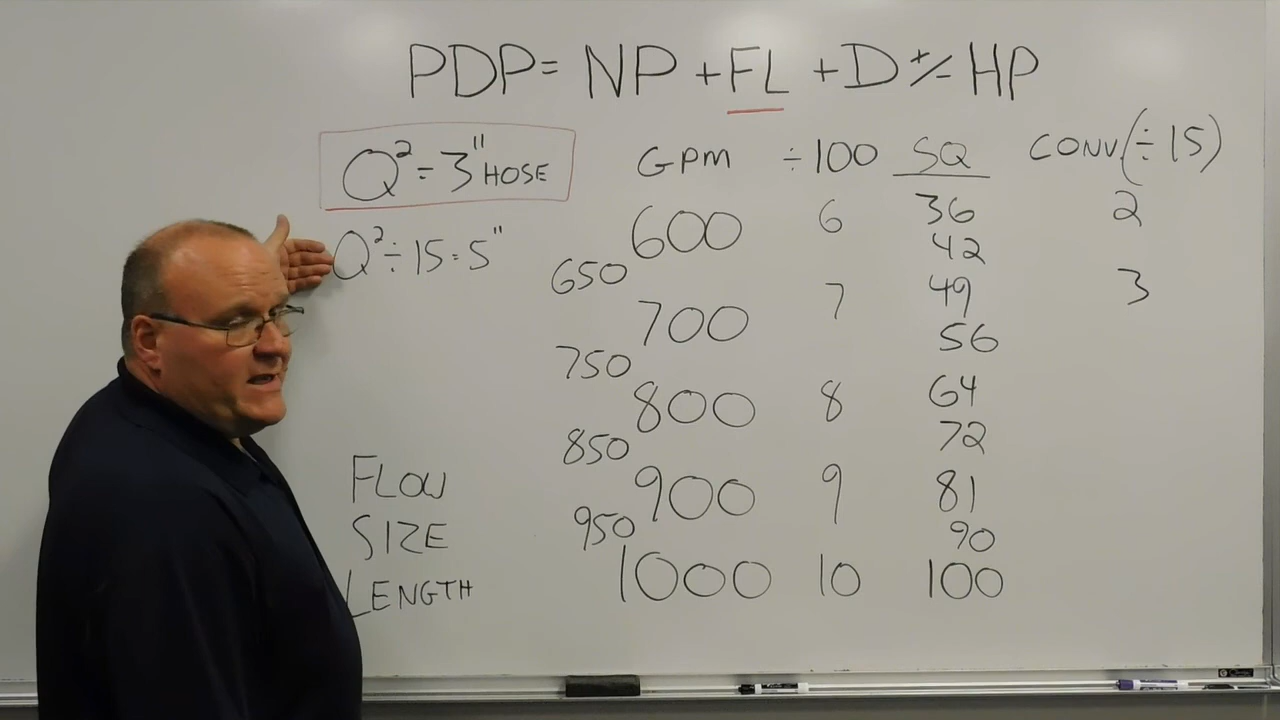 PDP = NP + FL + D +/- HP
Q² ÷ 3" HOSE
Q² ÷ 15 = 5"
GPM ÷100 SQ CONV (÷ 15)
600 6 36 2
650 42
700 7 49 3
750 56
800 8 64
850 72
900 9 81
950 90
1000 10 100
FLOW
SIZE
LENGTH